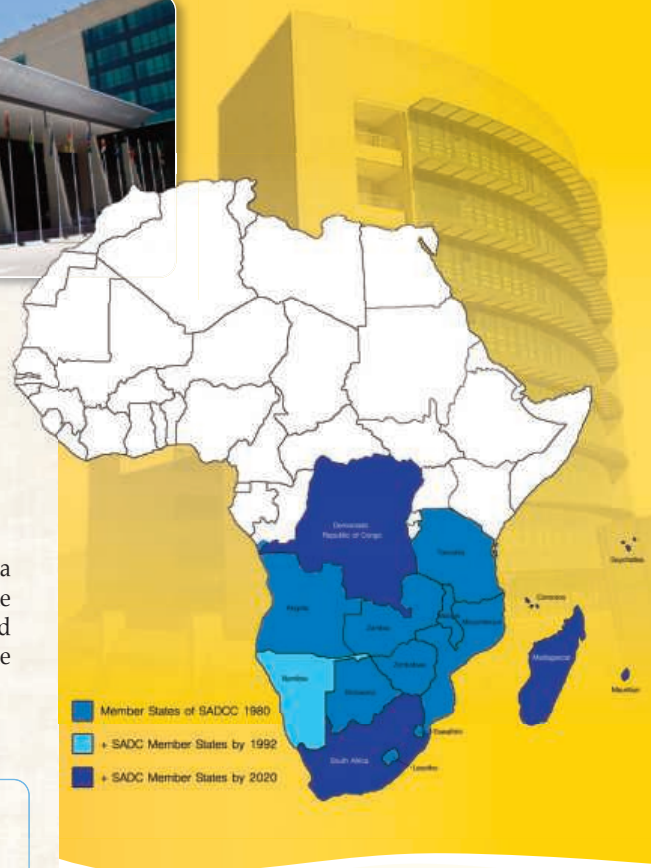 a
e
d
e
Democratic
Republic of Congo
Tanzania
Seychelles
Comoros
Angola
Malawi
Mozambique
Zambia
Madagascar
Zimbabwe
Namibia
Mauritius
Botswana
Member States of SADCC 1980
Eswatini
+ SADC Member States by 1992
South Africa
Lesotho
+ SADC Member States by 2020